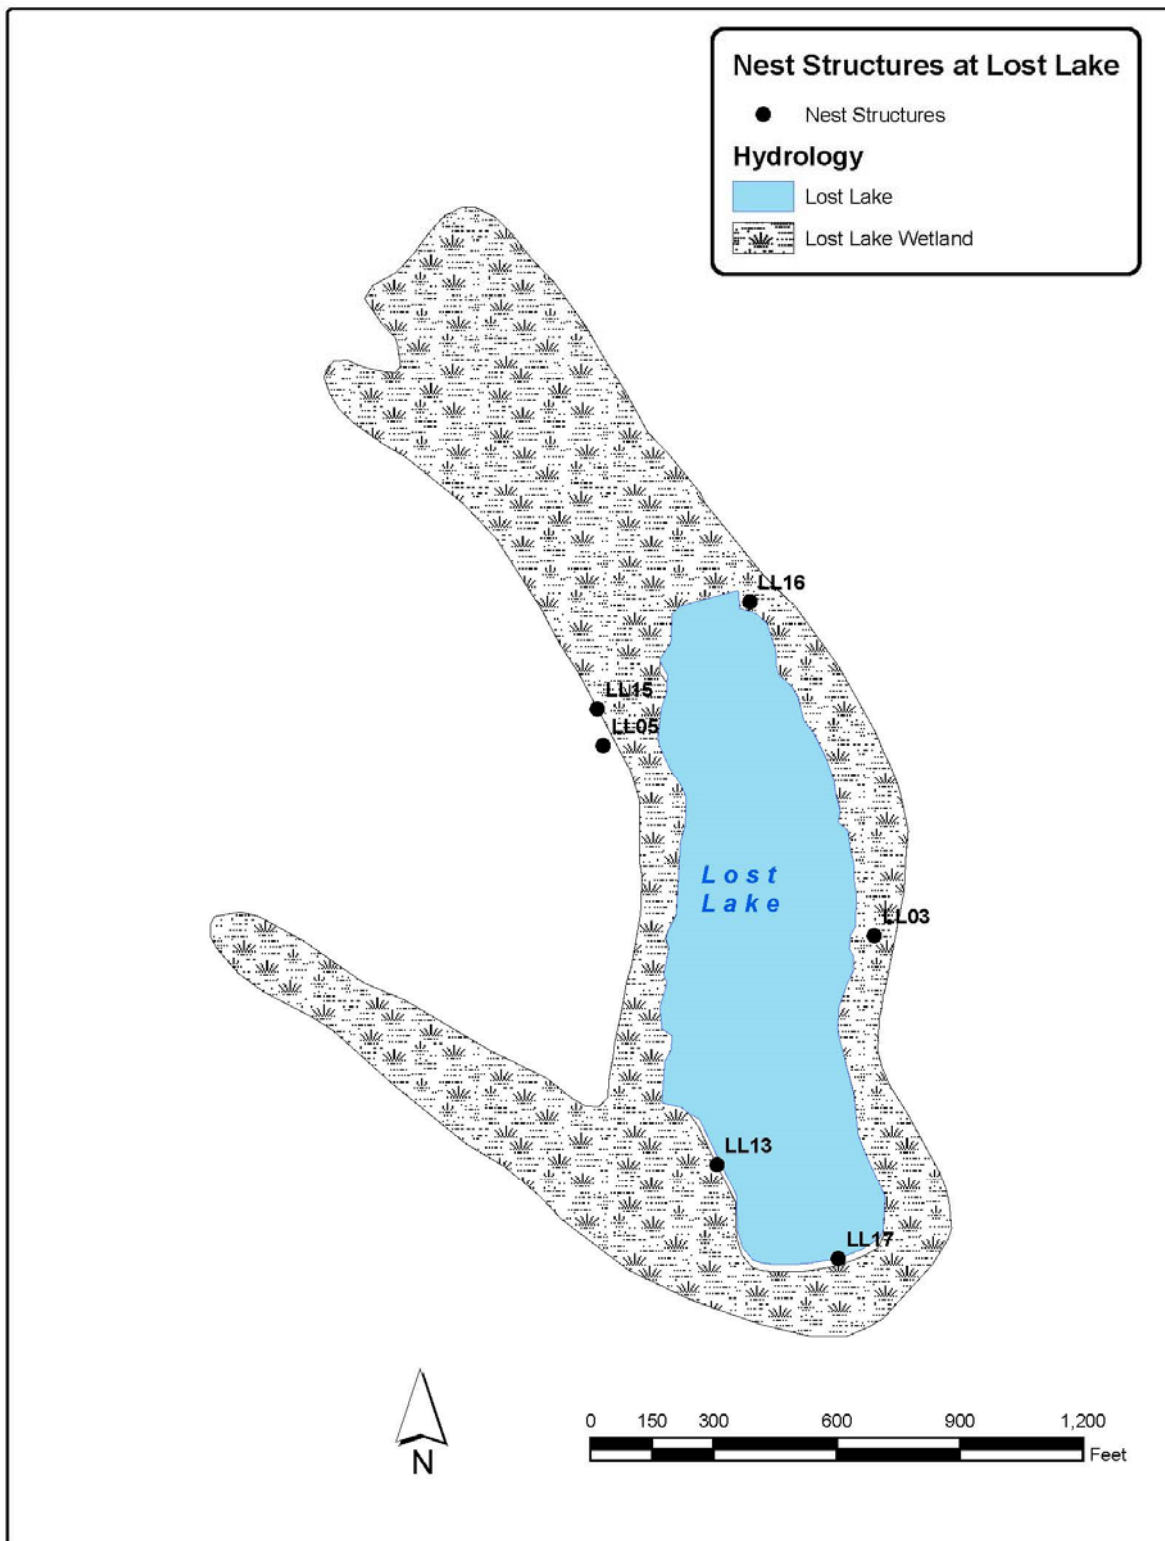 Nest Structures at Lost Lake
Nest Structures
Hydrology
Lost Lake
Lost Lake Wetland
LL16
LL15
LL05
Lost
Lake
LL03
LL13
LL17
N
0 150 300 600 900 1,200
Feet